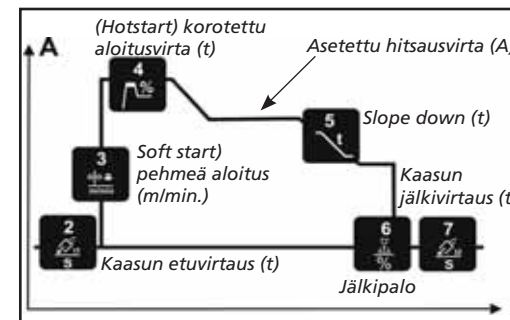 (Hotstart) korotettu
aloitusvirta (t)
A
Asetettu hitsausvirta (A)
4
%
5
t
Slope down (t)
3
Soft start)
pehmeä aloitus
(m/min.)
Kaasun
jälkivirtaus (t
2
S
6
%
7
S
Kaasun etuvirtaus (t)
Jälkipalo